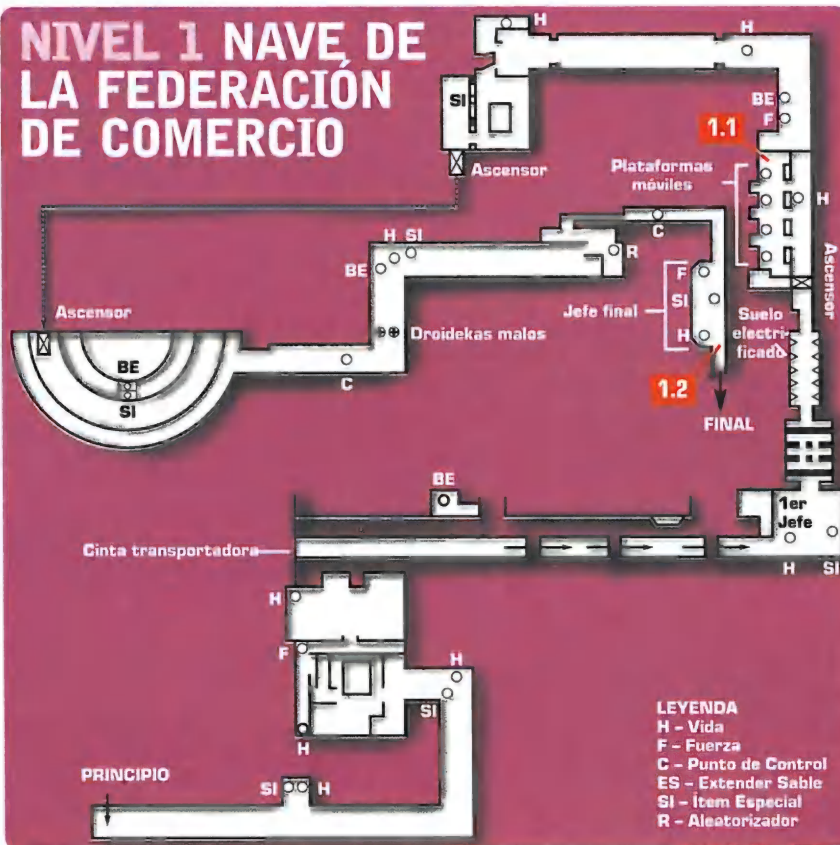 NIVEL 1 NAVE DE
LA FEDERACIÓN
DE COMERCIO
H
H
SI
BE
F
1.1
Ascensor
Plataformas
móviles
H
C
H SI
BE
R
Ascensor
F
Jefe final
SI
H
Suelo
electri-
ficado
Ascensor
Droidekas malos
BE
SI
C
1.2
FINAL
BE
1er
Jefe
Cinta transportadora
H
SI
H
F
H
SI
H
LEYENDA
H - Vida
F - Fuerza
C - Punto de Control
ES - Extender Sable
SI - Ítem Especial
R - Aleatorizador
PRINCIPIO
SI
H